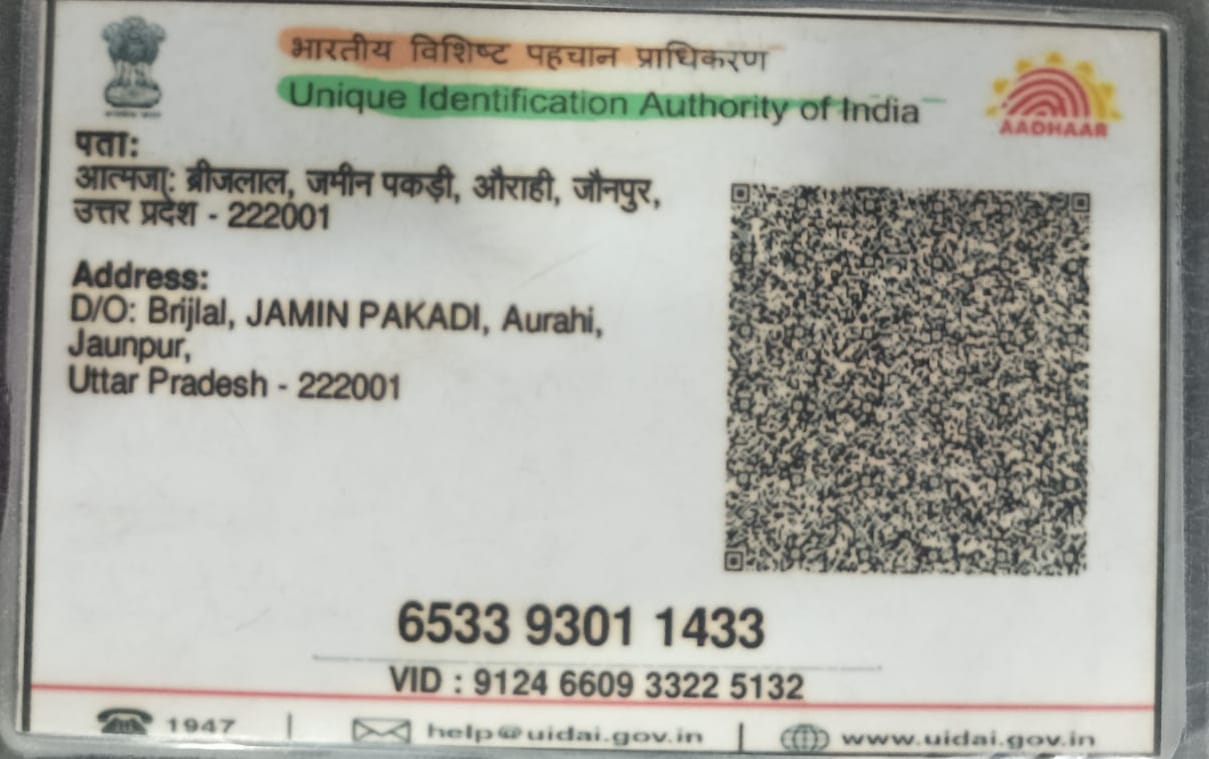 भारतीय विशिष्ट पहचान प्राधिकरण
Unique Identification Authority of India
AADHAAR
पता:
आत्मजा: ब्रीजलाल, जमीन पकड़ी, औराही, जौनपुर,
उत्तर प्रदेश - 222001
Address:
D/O: Brijlal, JAMIN PAKADI, Aurahi,
Jaunpur,
Uttar Pradesh - 222001
6533 9301 1433
VID : 9124 6609 3322 5132
1947 | help@uidai.gov.in | www.uidai.gov.in